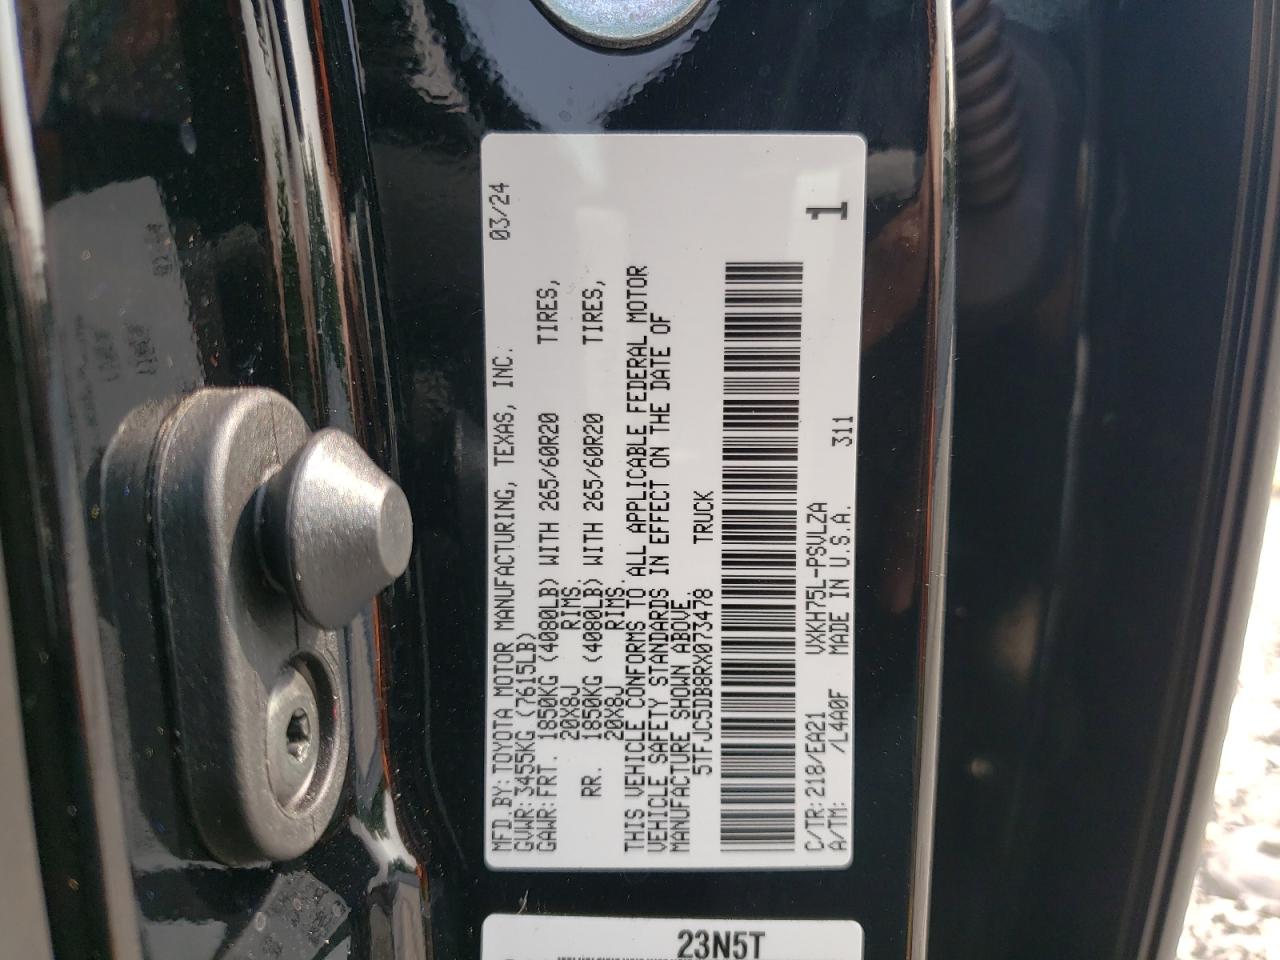 MFD.BY: TOYOTA MOTOR MANUFACTURING, TEXAS, INC. 03/24
GVWR: 3455KG (7615LB)
GAWR: FRT. 1850KG (4080LB) WITH 265/60R20 TIRES,
20X8J RIMS
RR. 1850KG (4080LB) WITH 265/60R20 TIRES,
20X8J RIMS.
THIS VEHICLE CONFORMS TO ALL APPLICABLE FEDERAL MOTOR
VEHICLE SAFETY STANDARDS IN EFFECT ON THE DATE OF
MANUFACTURE SHOWN ABOVE.
5TFJC5DB8RX073478 TRUCK
C/TR: 218/EA21 VXKH75L-PSVLZA 1
A/TM: /L4A0F MADE IN U.S.A. 311
23N5T